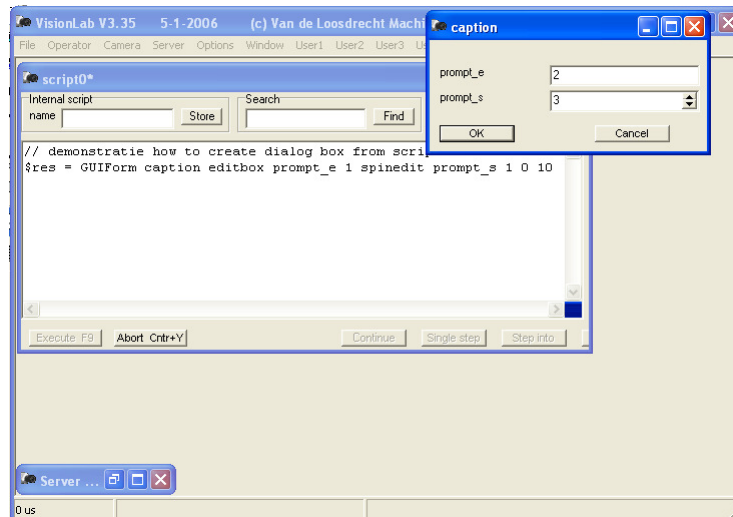 VisionLab V3.35 5-1-2006 (c) Van de Loosdrecht Machi
File Operator Camera Server Options Window User1 User2 User3 U
script0*
Internal script
name Store
Search
Find
// demonstratie how to create dialog box from scri
$res = GUIForm caption editbox prompt_e 1 spinedit prompt_s 1 0 10
Execute F9 Abort Cntr+Y Continue Single step Step into
caption
prompt_e 2
prompt_s 3
OK Cancel
Server ...
0 us